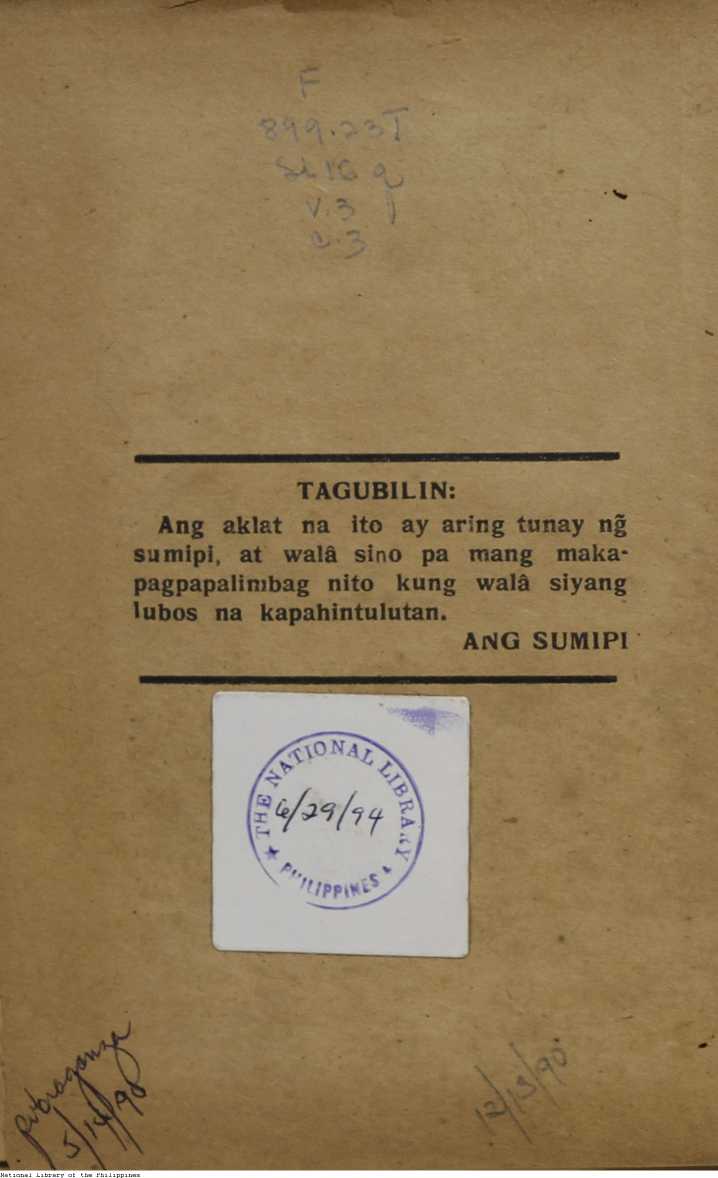 F
899.23T
v.3
c.3
TAGUBILIN:
Ang aklat na ito ay aring tunay ng̃
sumipi, at walâ sino pa mang maka-
pagpapalimbag nito kung walâ siyang
lubos na kapahintulutan.
ANG SUMIPI
THE NATIONAL LIBRARY
6/29/94
PHILIPPINES
5/14/90
12/13/90
National Library of the Philippines